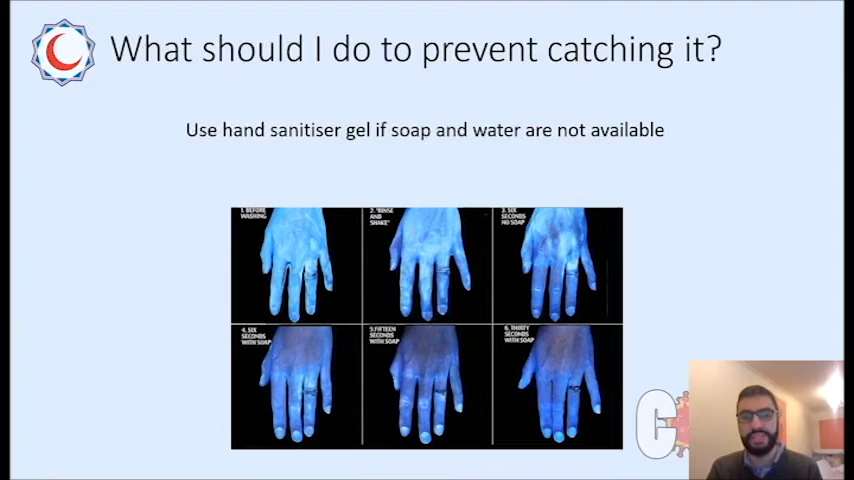 What should I do to prevent catching it?
Use hand sanitiser gel if soap and water are not available
1. BEFORE
WASHING
2. "RINSE
AND
SHAKE"
3. SIX
SECONDS
NO SOAP
4. SIX
SECONDS
WITH SOAP
5.FIFTEEN
SECONDS
WITH SOAP
6. THIRTY
SECONDS
WITH SOAP
C